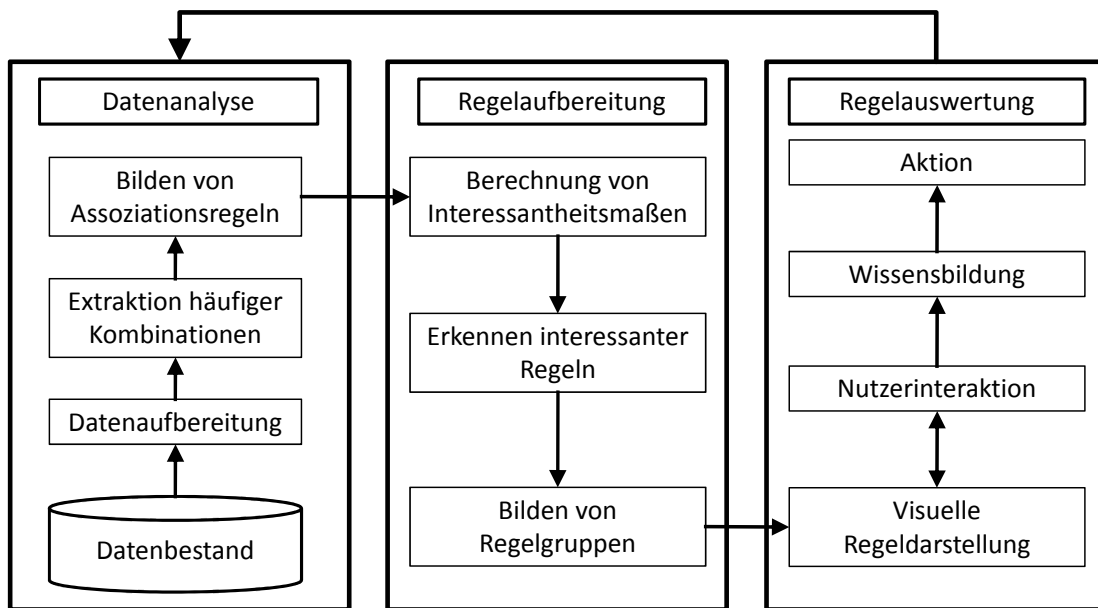 Datenanalyse
Bilden von
Assoziationsregeln
Extraktion häufiger
Kombinationen
Datenaufbereitung
Datenbestand
Regelaufbereitung
Berechnung von
Interessantheitsmaßen
Erkennen interessanter
Regeln
Bilden von
Regelgruppen
Regelauswertung
Aktion
Wissensbildung
Nutzerinteraktion
Visuelle
Regeldarstellung